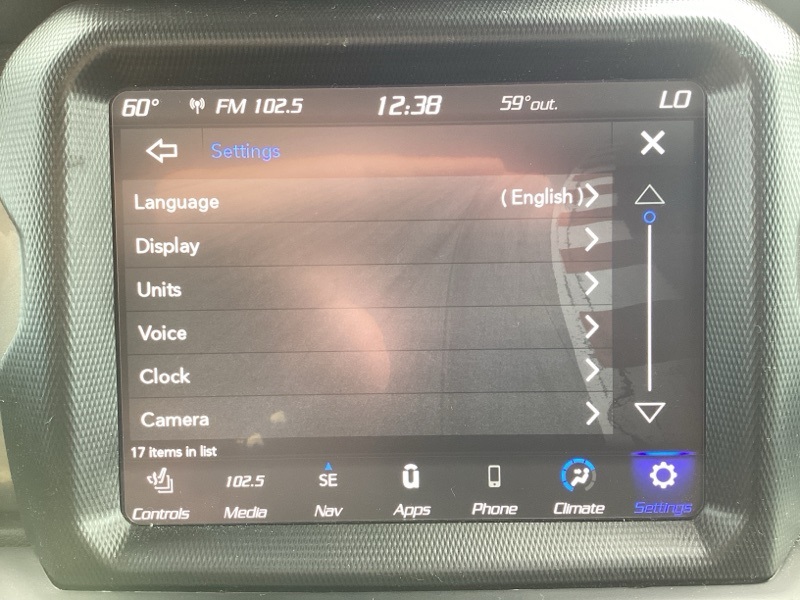 60° FM 102.5 12:38 59°out. LO
Settings
Language (English)
Display
Units
Voice
Clock
Camera
17 items in list
102.5 SE ū
Controls Media Nav Apps Phone Climate Settings